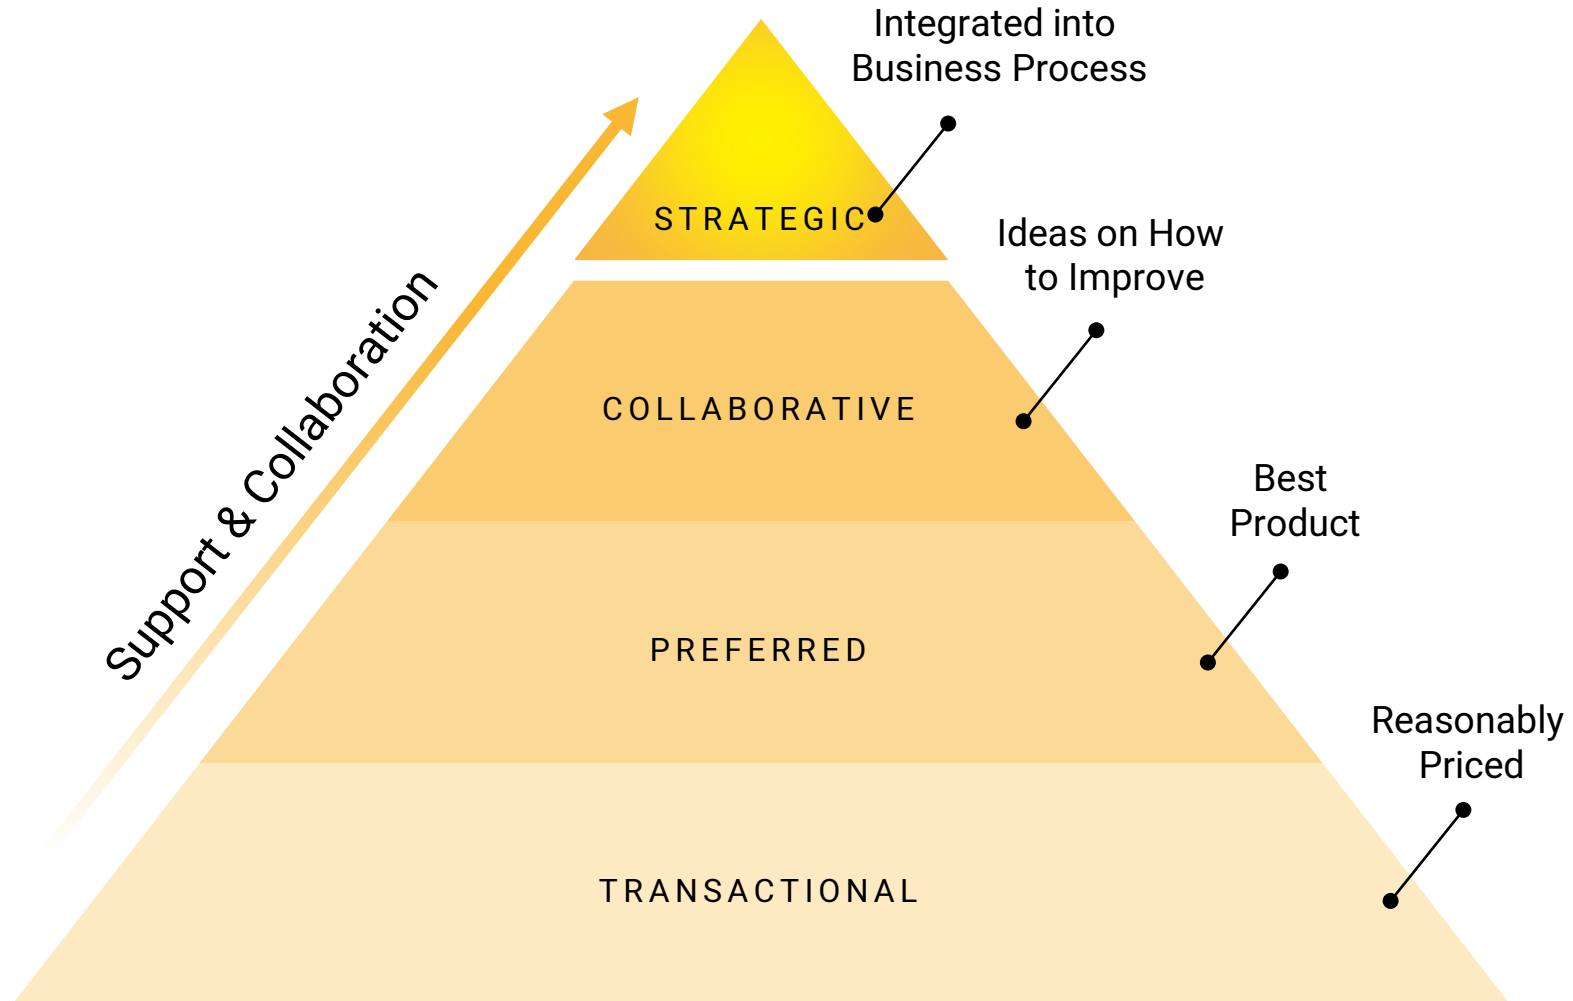 Integrated into
Business Process
STRATEGIC
Ideas on How
to Improve
Support & Collaboration
COLLABORATIVE
Best
Product
PREFERRED
Reasonably
Priced
TRANSACTIONAL